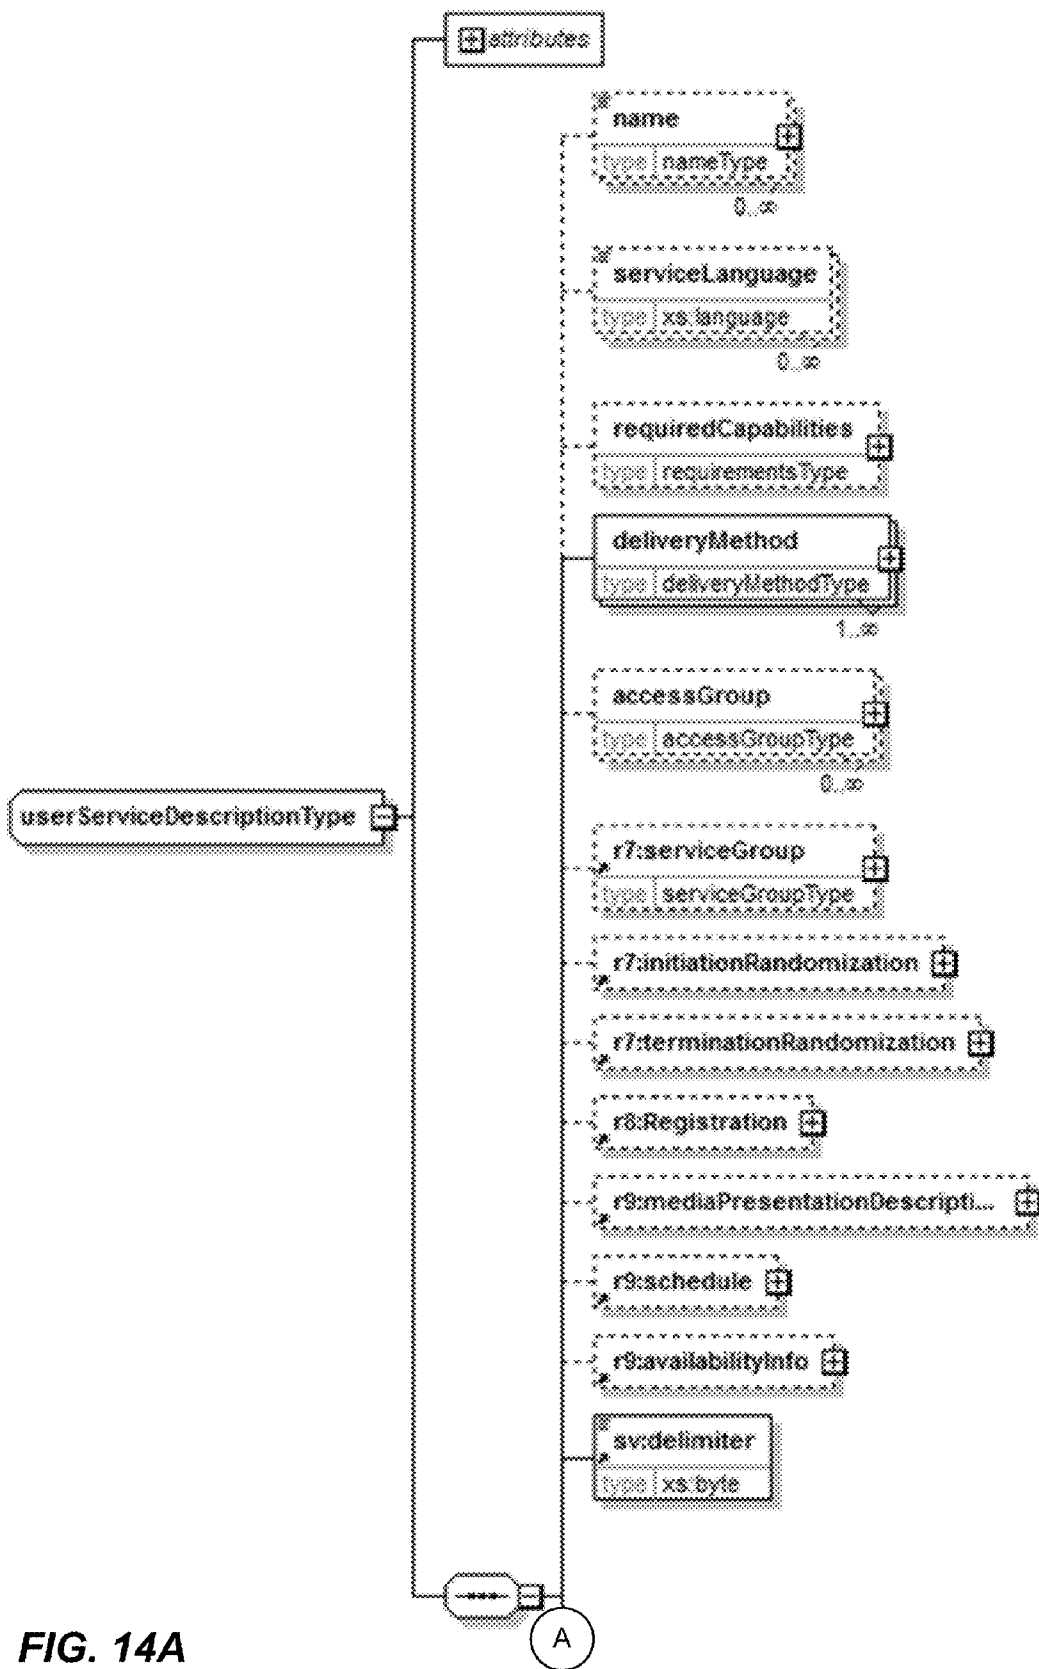 attributes
name
type nameType
0..∞
serviceLanguage
type xs:language
0..∞
requiredCapabilities
type requirementsType
deliveryMethod
type deliveryMethodType
1..∞
accessGroup
type accessGroupType
0..∞
userServiceDescriptionType
r7:serviceGroup
type serviceGroupType
r7:initiationRandomization
r7:terminationRandomization
r8:Registration
r9:mediaPresentationDescripti...
r9:schedule
r9:availabilityInfo
sv:delimiter
type xs:byte
A
FIG. 14A